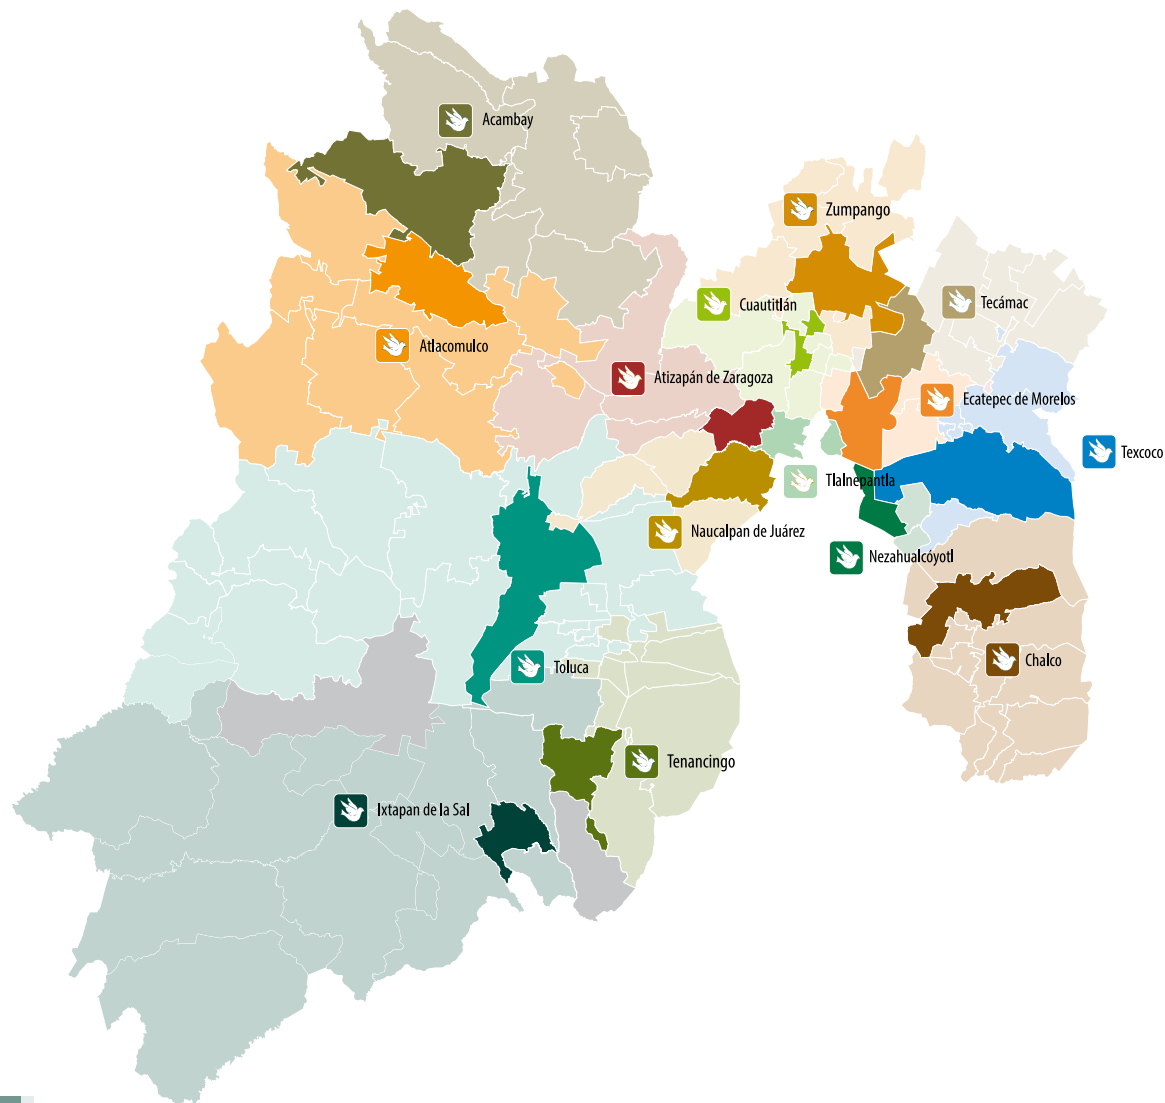 Acambay
Zumpango
Cuautitlán
Tecámac
Atlacomulco
Atizapán de Zaragoza
Ecatepec de Morelos
Texcoco
Tlalnepantla
Naucalpan de Juárez
Nezahualcóyotl
Toluca
Chalco
Tenancingo
Ixtapan de la Sal